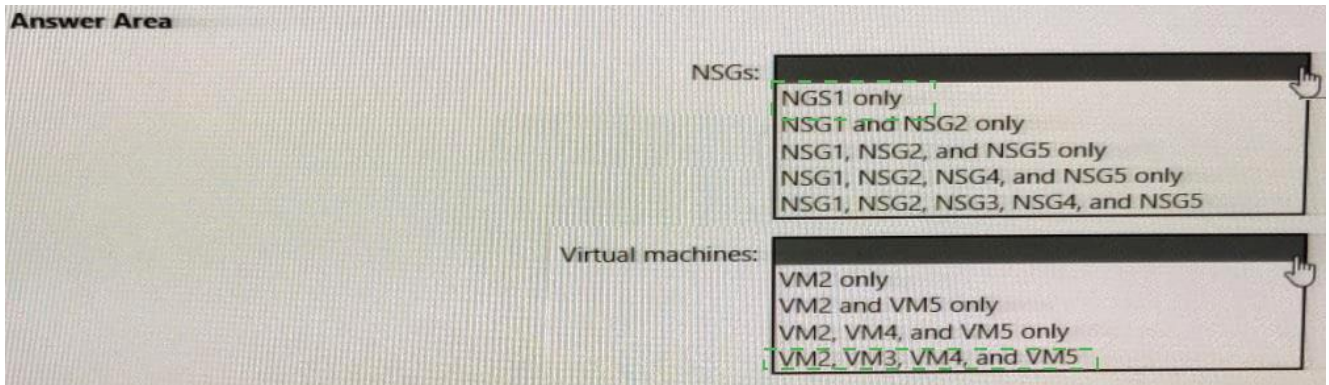 Answer Area
NSGs:
NGS1 only
NSG1 and NSG2 only
NSG1, NSG2, and NSG5 only
NSG1, NSG2, NSG4, and NSG5 only
NSG1, NSG2, NSG3, NSG4, and NSG5
Virtual machines:
VM2 only
VM2 and VM5 only
VM2, VM4, and VM5 only
VM2, VM3, VM4, and VM5